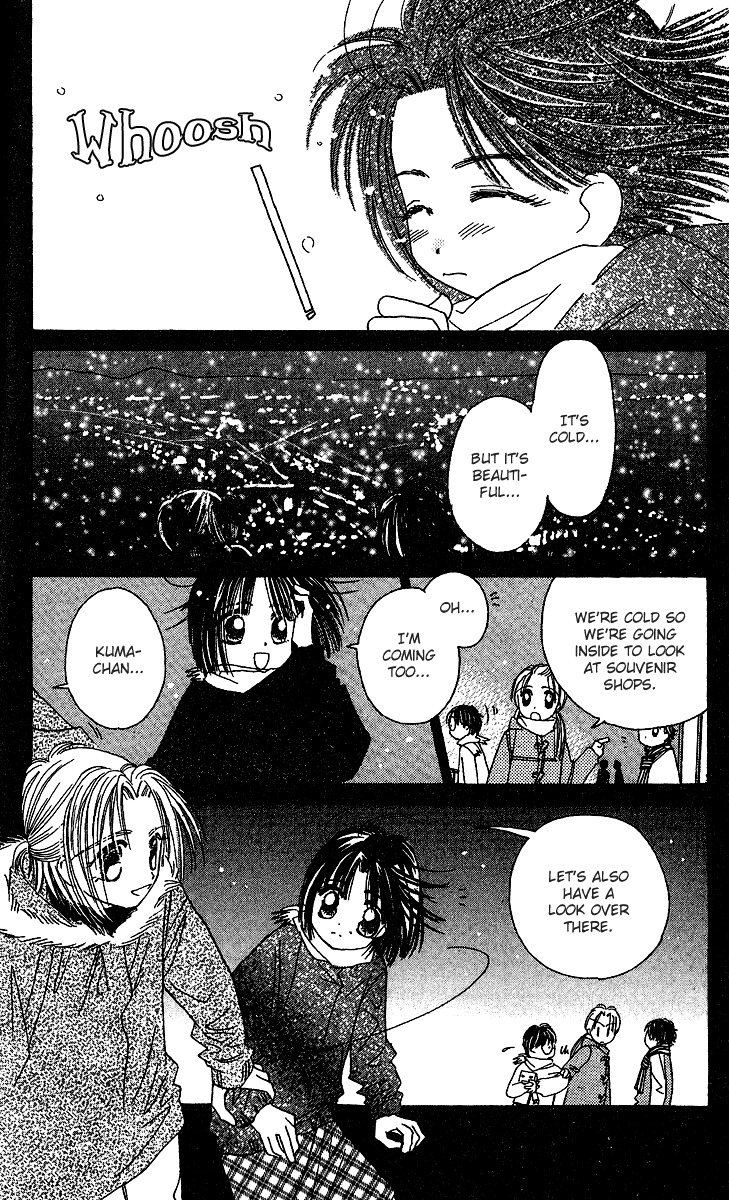 Whoosh
IT'S
COLD...
BUT IT'S
BEAUTI-
FUL...
WE'RE COLD SO
WE'RE GOING
INSIDE TO LOOK
AT SOUVENIR
SHOPS.
OH...
I'M
COMING
TOO...
KUMA-
CHAN...
LET'S ALSO
HAVE A
LOOK OVER
THERE.